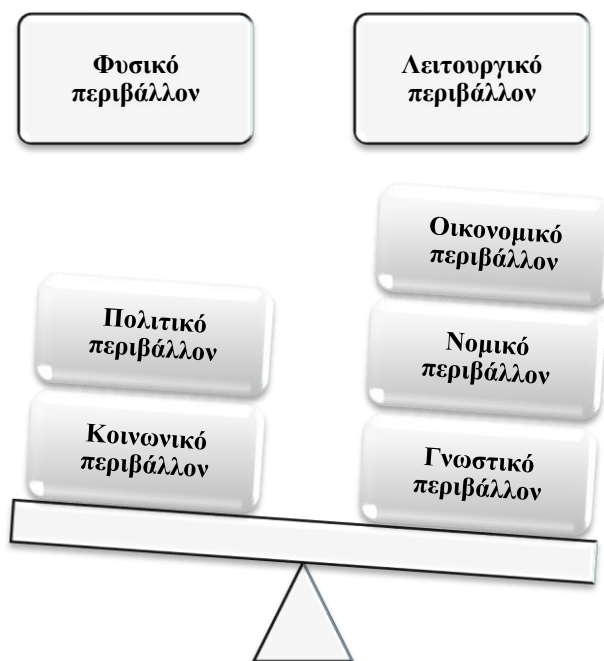 Φυσικό
περιβάλλον
Λειτουργικό
περιβάλλον
Πολιτικό
περιβάλλον
Κοινωνικό
περιβάλλον
Οικονομικό
περιβάλλον
Νομικό
περιβάλλον
Γνωστικό
περιβάλλον